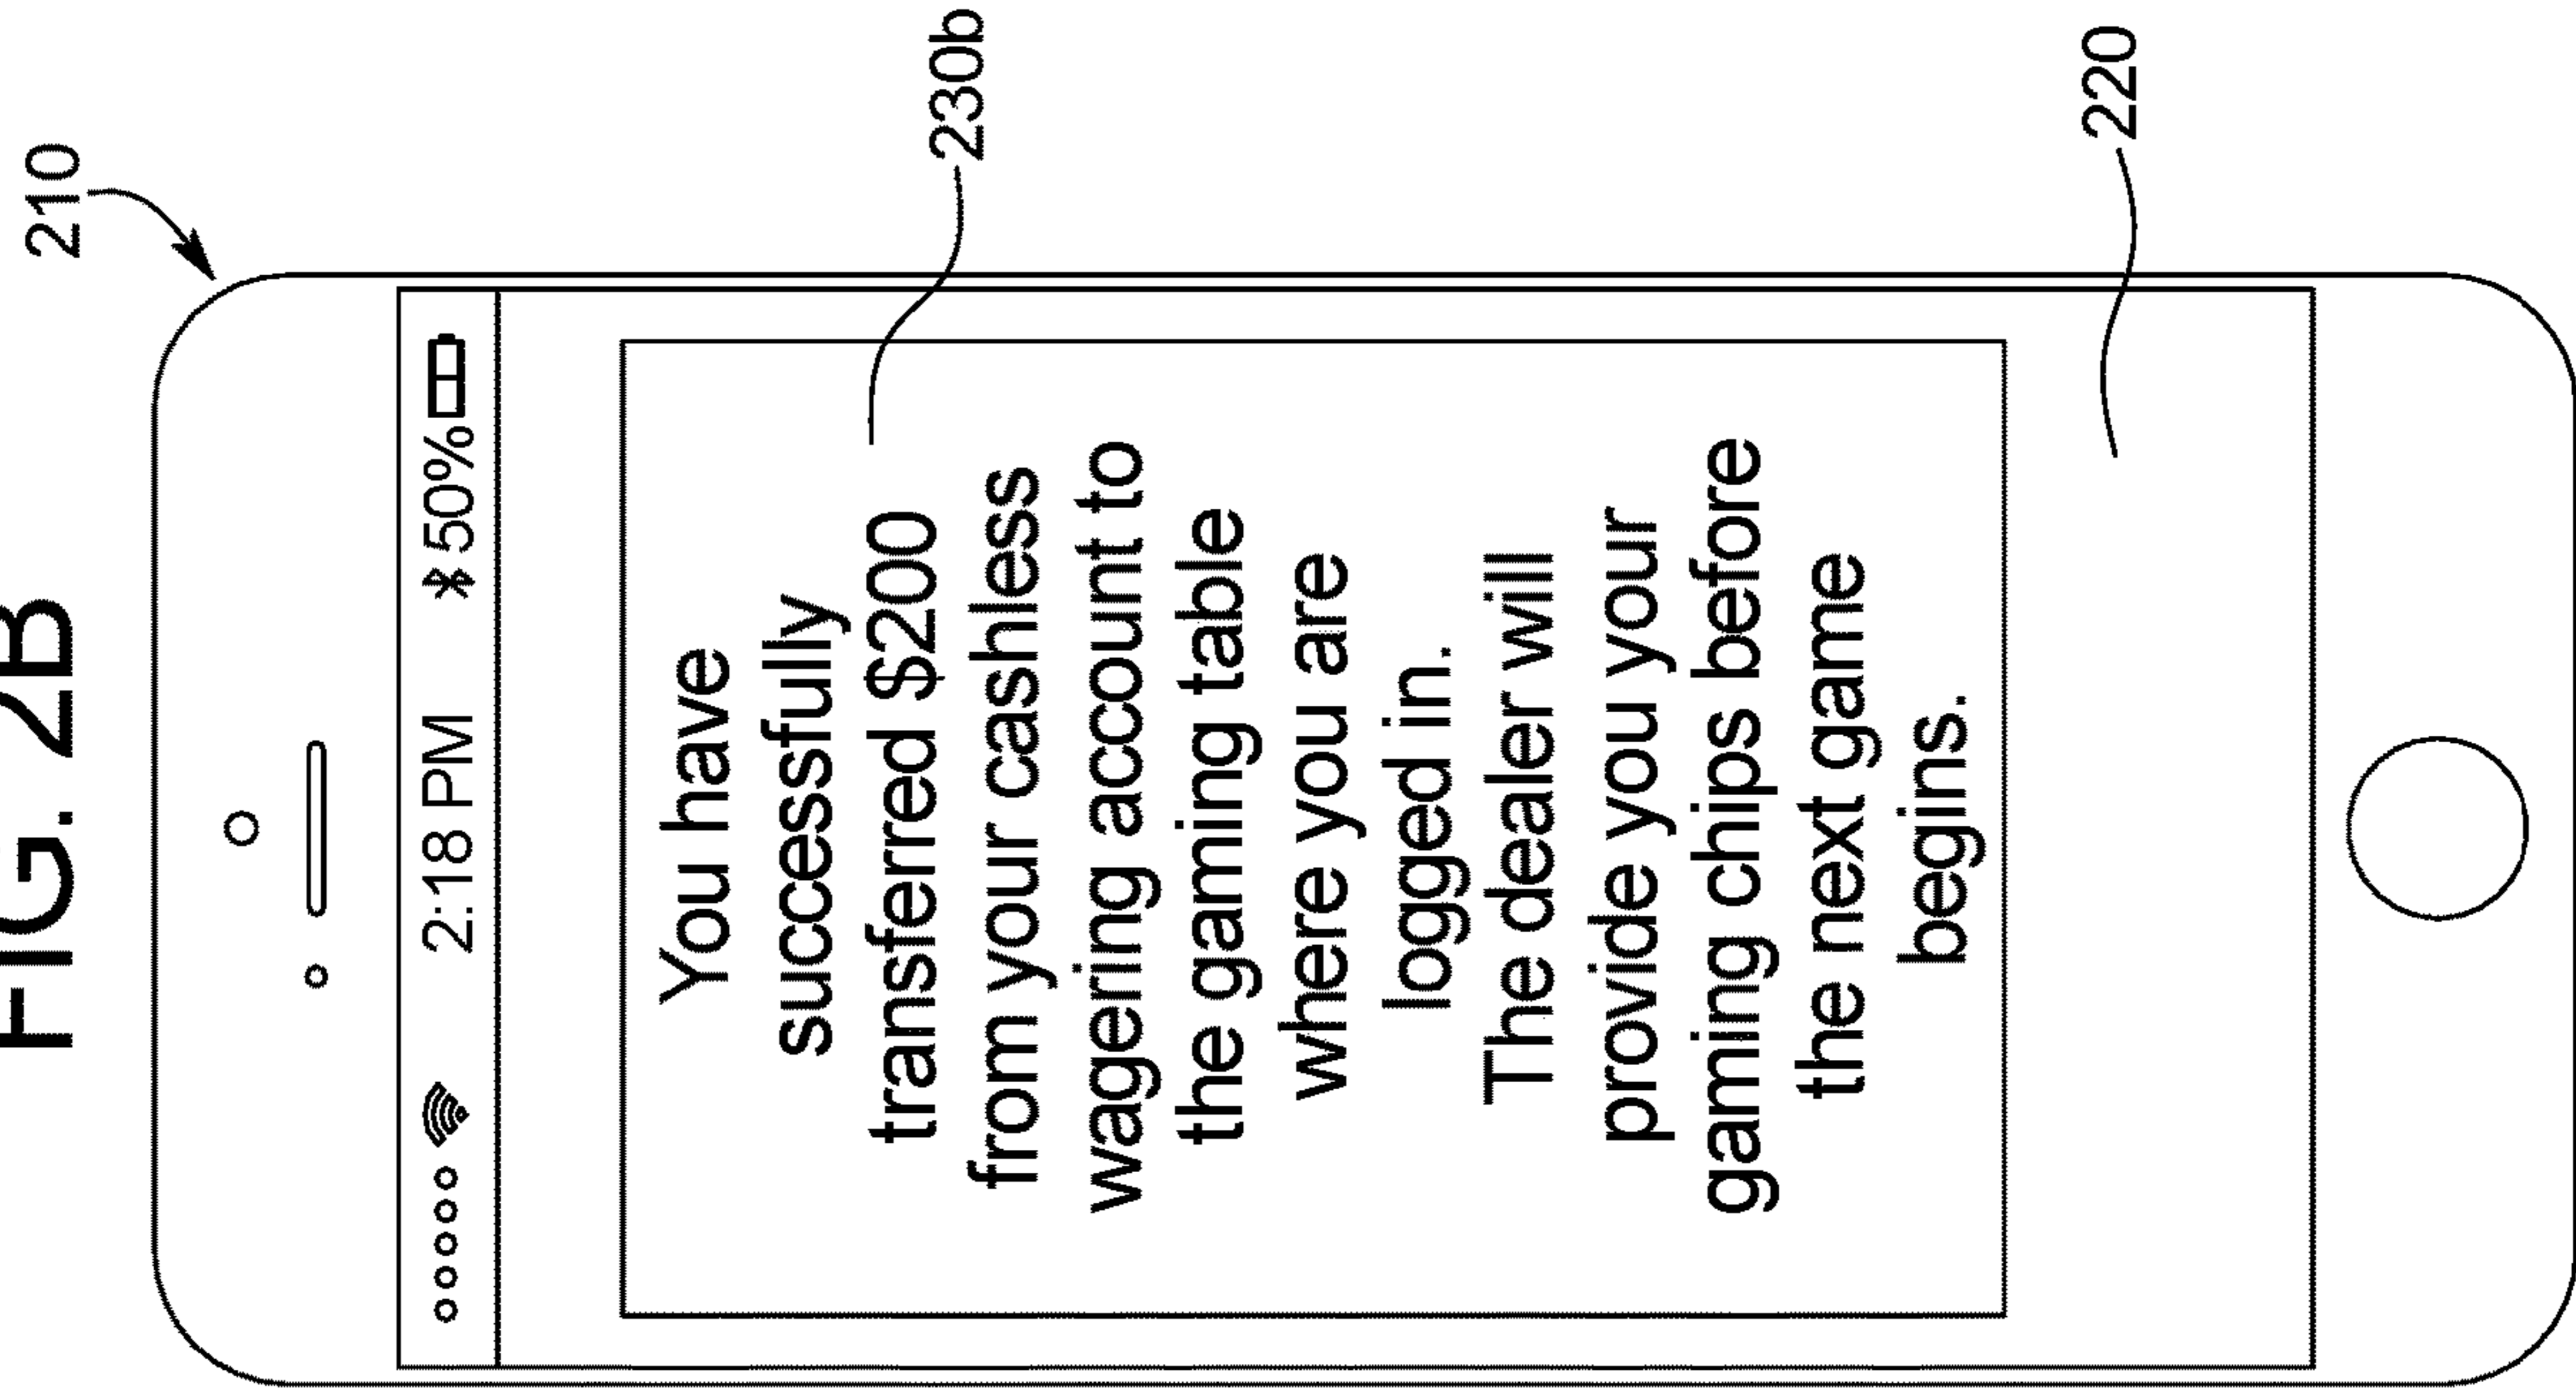 FIG. 2B
210
2:18 PM 50%
You have
successfully
transferred $200
from your cashless
wagering account to
the gaming table
where you are
logged in.
The dealer will
provide you your
gaming chips before
the next game
begins.
230b
220